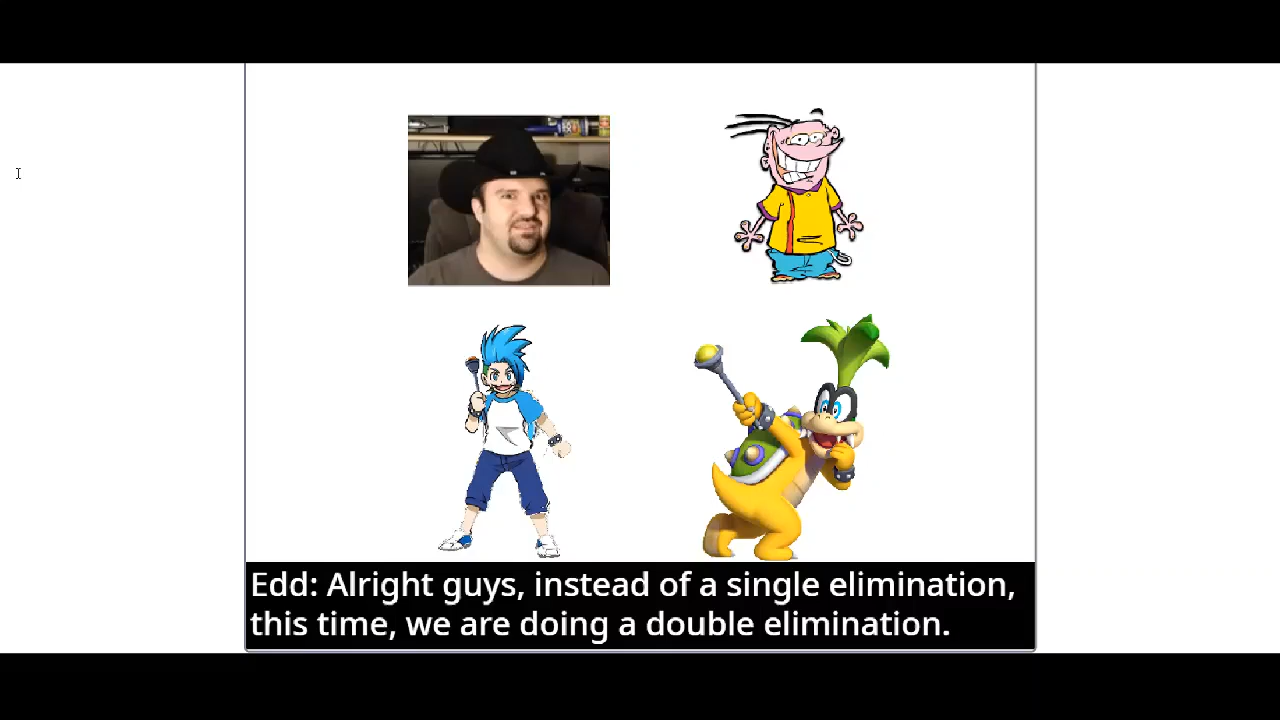 Edd: Alright guys, instead of a single elimination,
this time, we are doing a double elimination.